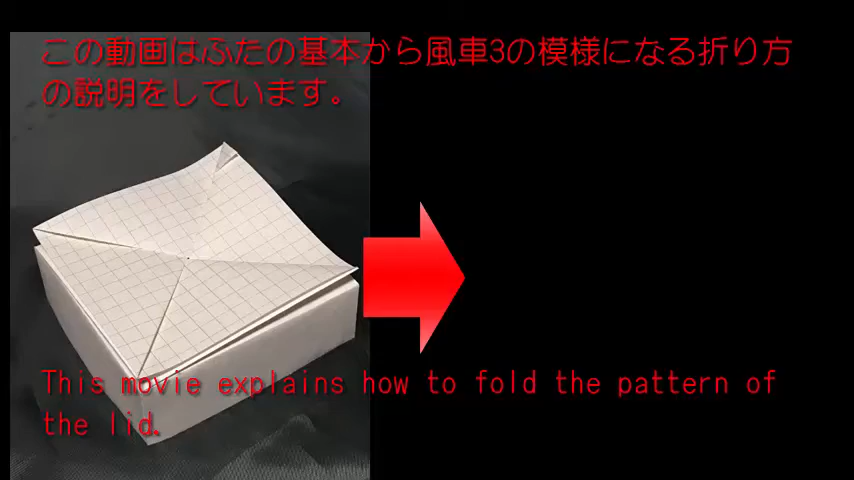 この動画はふたの基本から風車3の模様になる折り方
の説明をしています。
This movie explains how to fold the pattern of
the lid.